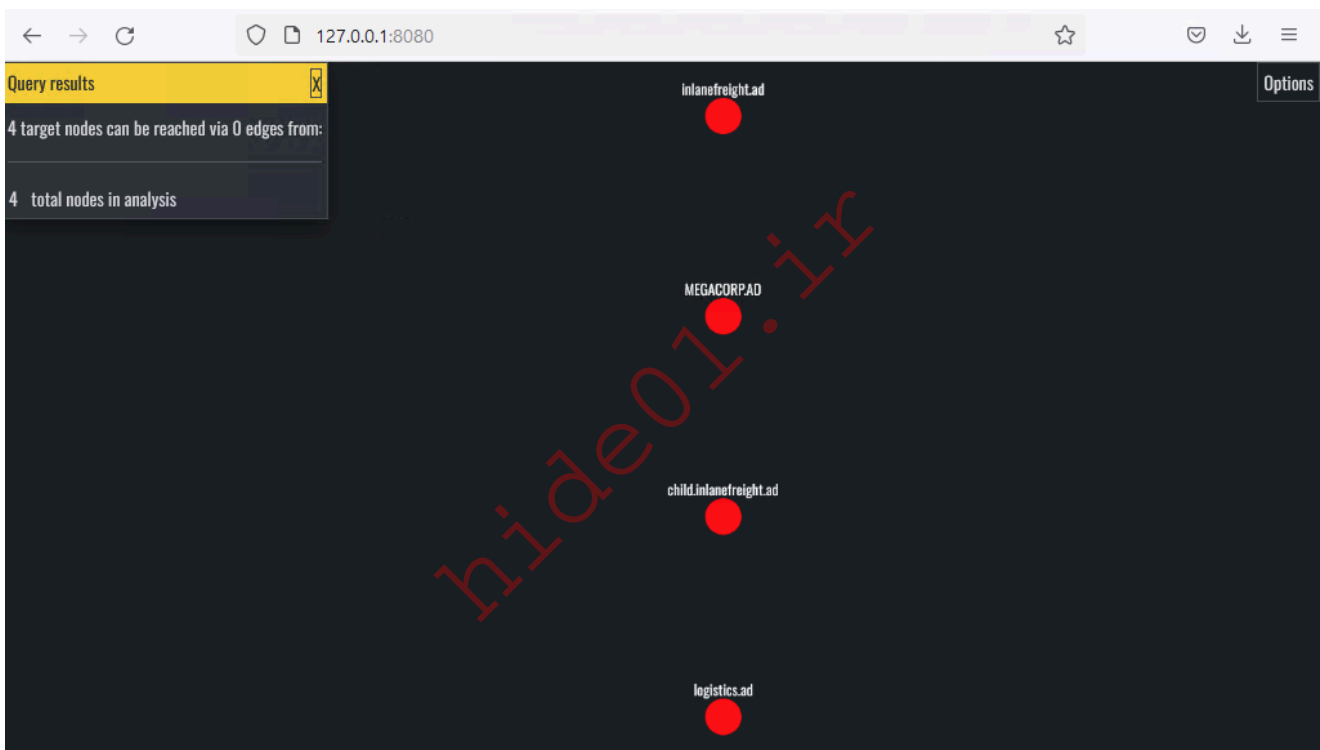 127.0.0.1:8080
Query results X
4 target nodes can be reached via 0 edges from:
4 total nodes in analysis
Options
inlanefreight.ad
MEGACORP.AD
child.inlanefreight.ad
logistics.ad
hide01.ir